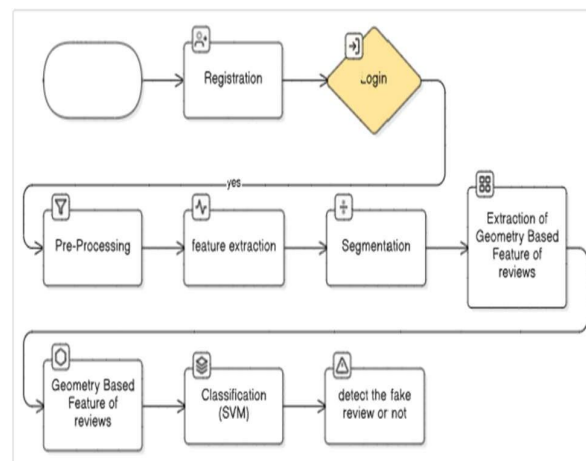 Registration
Login
yes
Pre-Processing
feature extraction
Segmentation
Extraction of
Geometry Based
Feature of
reviews
Geometry Based
Feature of
reviews
Classification
(SVM)
detect the fake
review or not